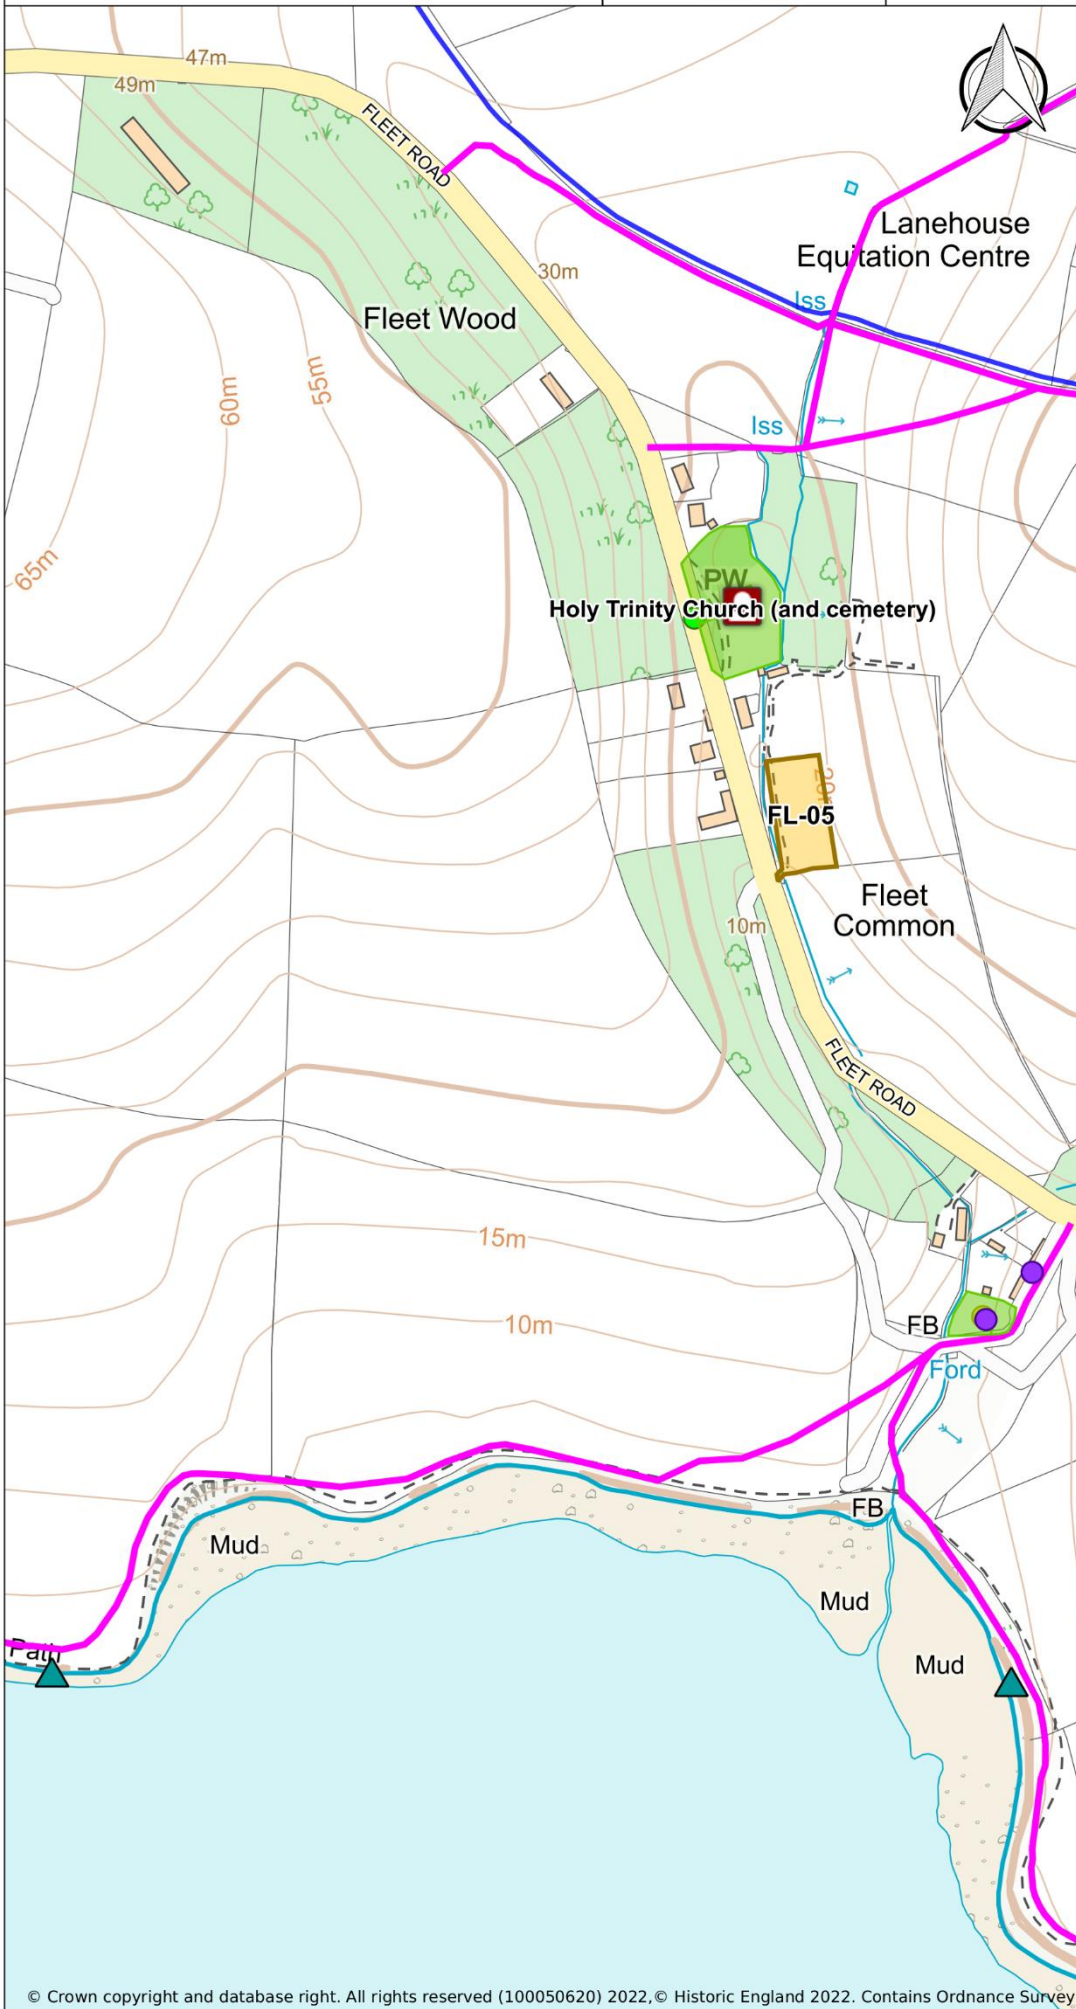 47m
49m
FLEET ROAD
Lanehouse
Equitation Centre
30m
Iss
Fleet Wood
55m
60m
Iss
65m
PW
Holy Trinity Church (and cemetery)
FL-05
Fleet
Common
10m
FLEET ROAD
15m
10m
FB
Ford
FB
Mud
Mud
Mud
Path
© Crown copyright and database right. All rights reserved (100050620) 2022,© Historic England 2022. Contains Ordnance Survey